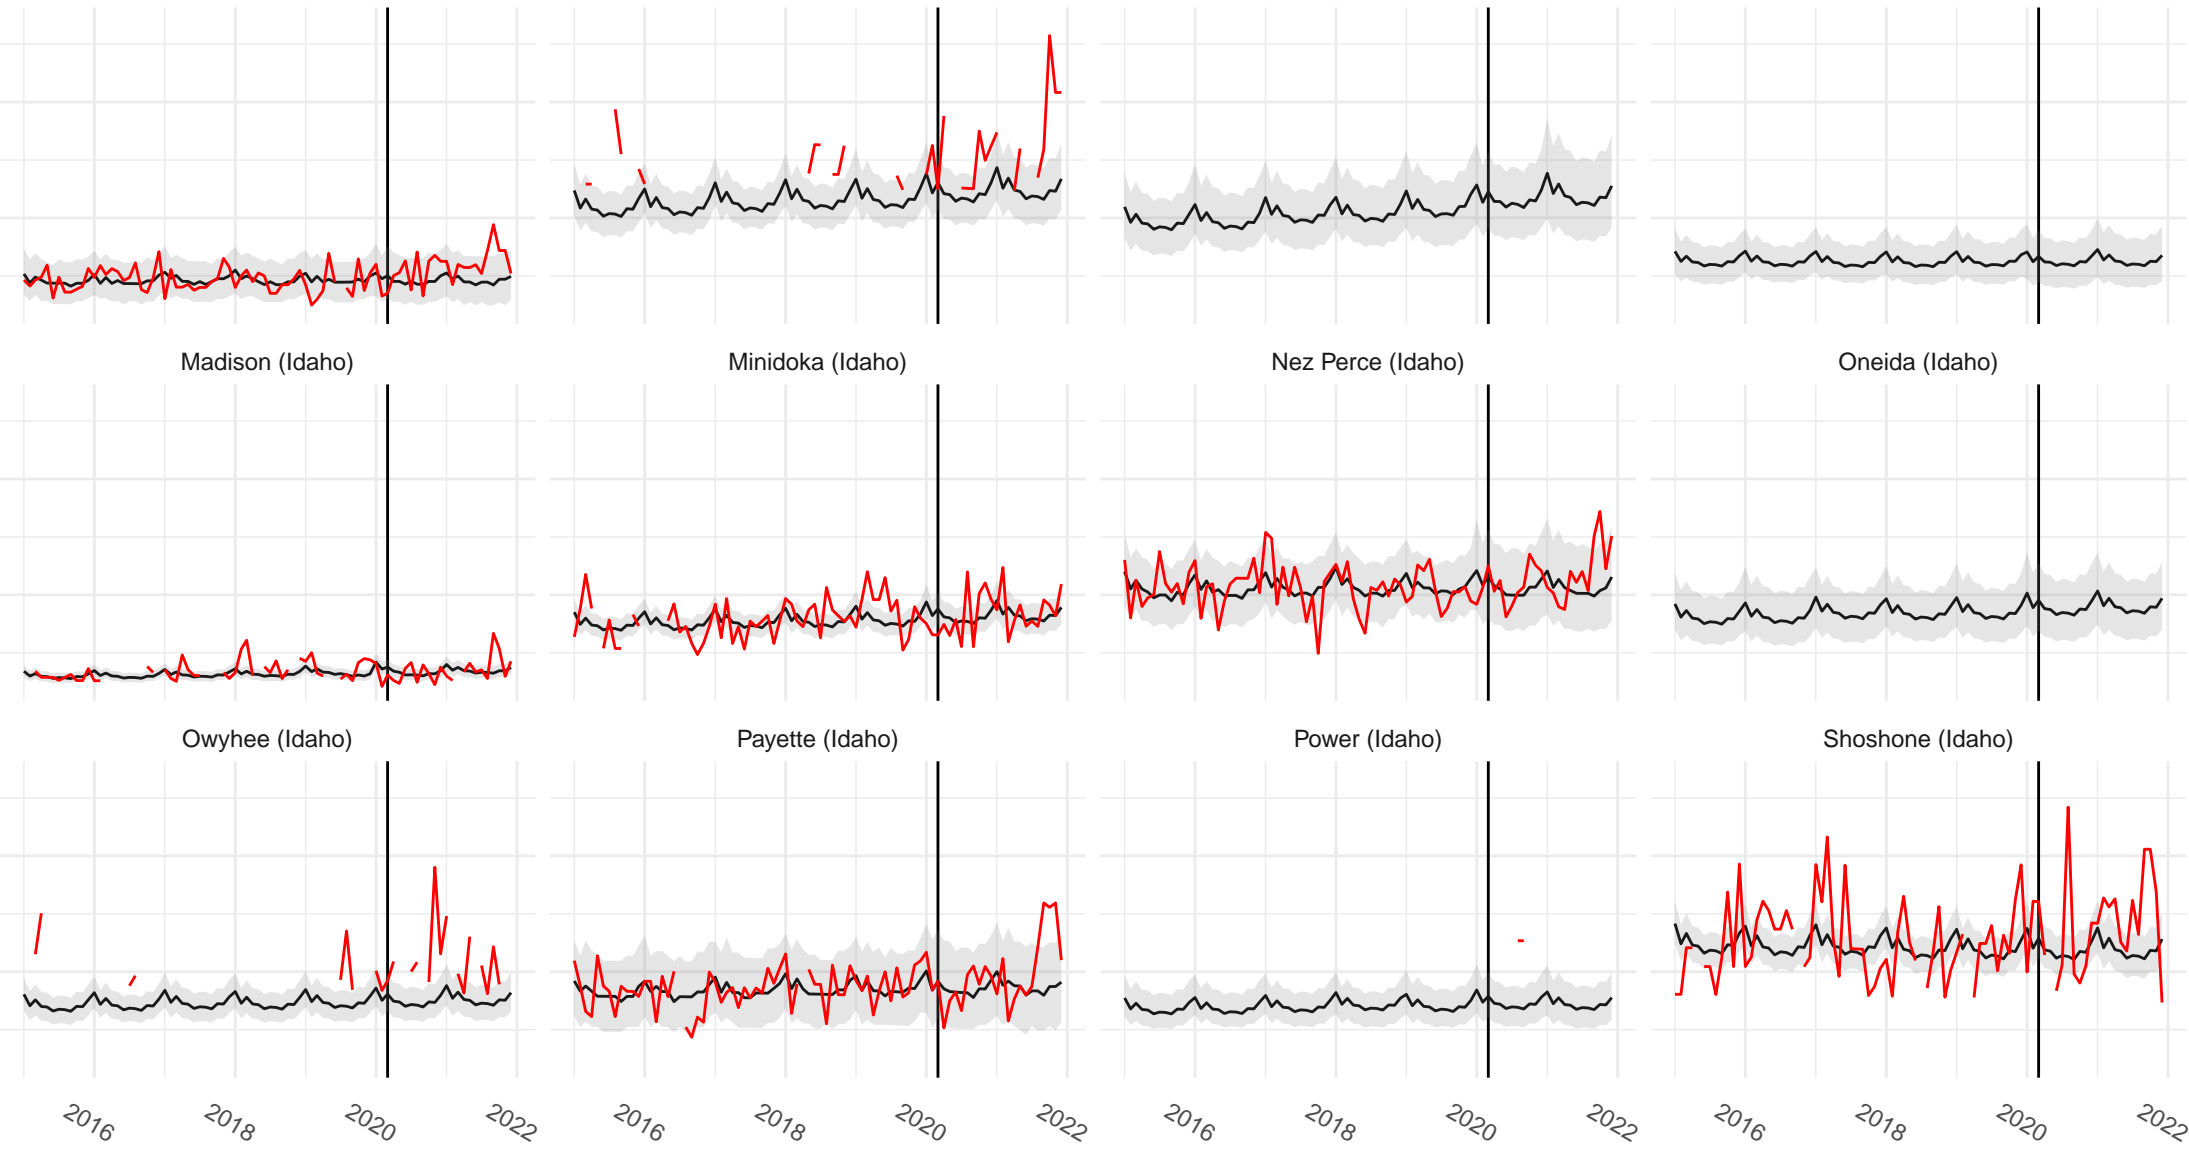 Madison (Idaho)
Minidoka (Idaho)
Nez Perce (Idaho)
Oneida (Idaho)
Owyhee (Idaho)
Payette (Idaho)
Power (Idaho)
Shoshone (Idaho)
2016
2018
2020
2022
2016
2018
2020
2022
2016
2018
2020
2022
2016
2018
2020
2022